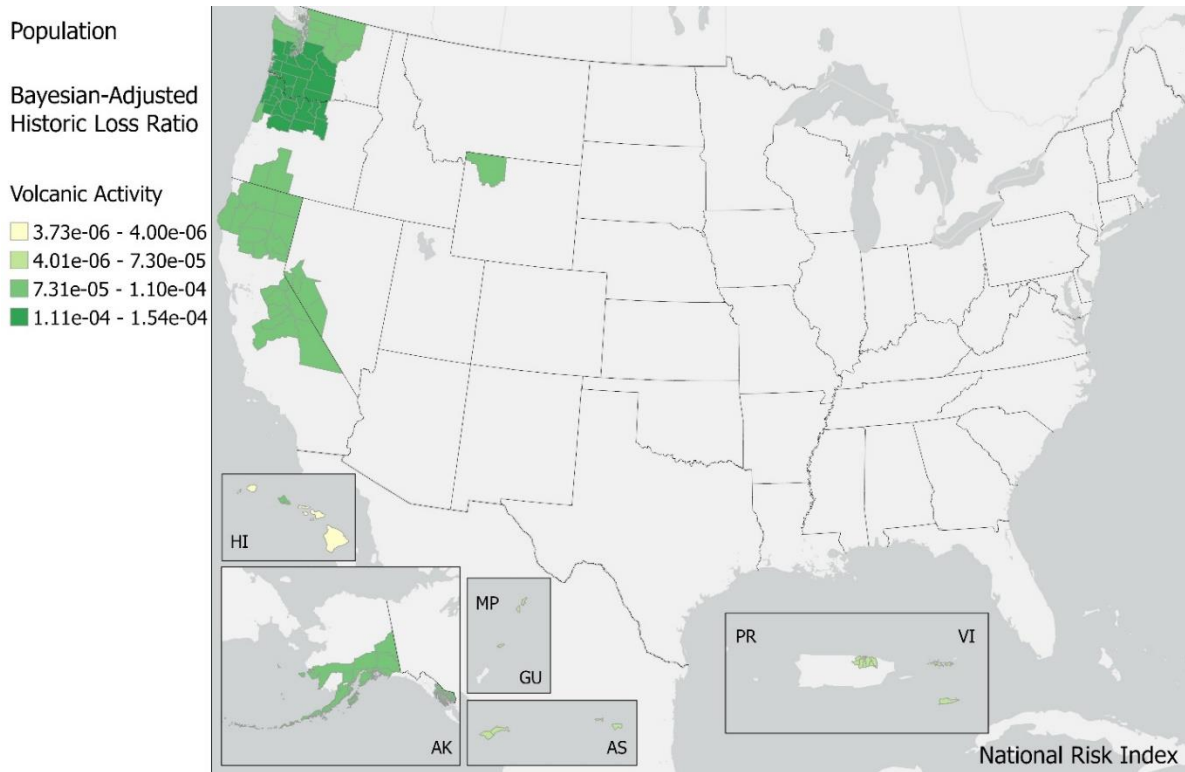 Population
Bayesian-Adjusted
Historic Loss Ratio
Volcanic Activity
3.73e-06 - 4.00e-06
4.01e-06 - 7.30e-05
7.31e-05 - 1.10e-04
1.11e-04 - 1.54e-04
HI
AK
MP
GU
AS
PR
VI
National Risk Index